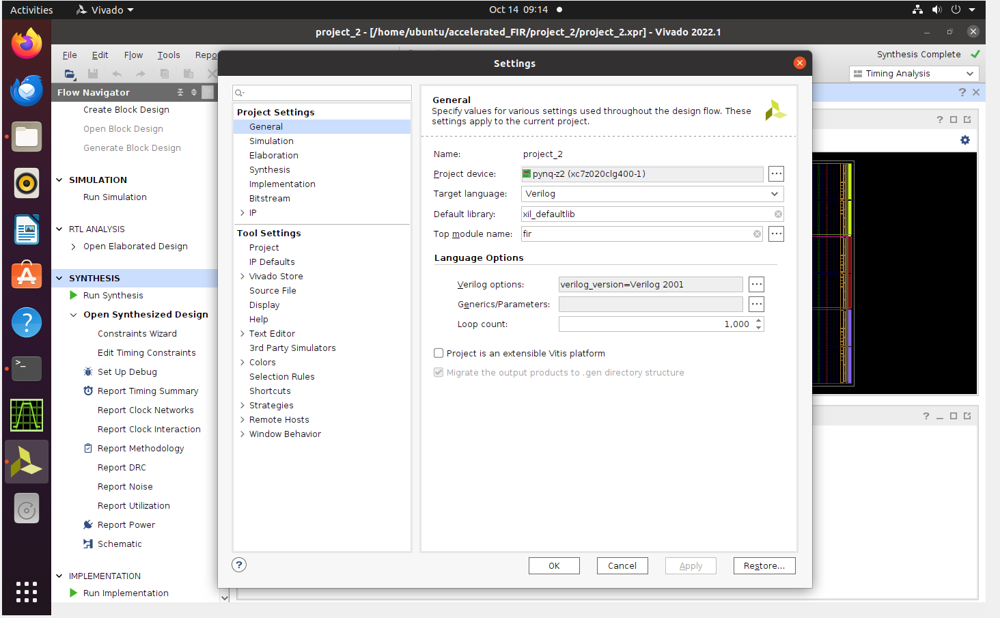 Activities
Vivado
Oct 14 09:14
project_2 - [/home/ubuntu/accelerated_FIR/project_2/project_2.xpr] - Vivado 2022.1
File Edit Flow Tools
Synthesis Complete
Timing Analysis
Flow Navigator
Create Block Design
Open Block Design
Generate Block Design
SIMULATION
Run Simulation
RTL ANALYSIS
Open Elaborated Design
SYNTHESIS
Run Synthesis
Open Synthesized Design
Constraints Wizard
Edit Timing Constraints
Set Up Debug
Report Timing Summary
Report Clock Networks
Report Clock Interaction
Report Methodology
Report DRC
Report Noise
Report Utilization
Report Power
Schematic
IMPLEMENTATION
Run Implementation
Settings
Project Settings
General
Simulation
Elaboration
Synthesis
Implementation
Bitstream
IP
Tool Settings
Project
IP Defaults
Vivado Store
Source File
Display
Help
Text Editor
3rd Party Simulators
Colors
Selection Rules
Shortcuts
Strategies
Remote Hosts
Window Behavior
General
Specify values for various settings used throughout the design flow. These
settings apply to the current project.
Name: project_2
Project device: pynq-z2 (xc7z020clg400-1)
Target language: Verilog
Default library: xil_defaultlib
Top module name: fir
Language Options
Verilog options: verilog_version=Verilog 2001
Generics/Parameters:
Loop count: 1,000
Project is an extensible Vitis platform
Migrate the output products to .gen directory structure
OK Cancel Apply Restore...